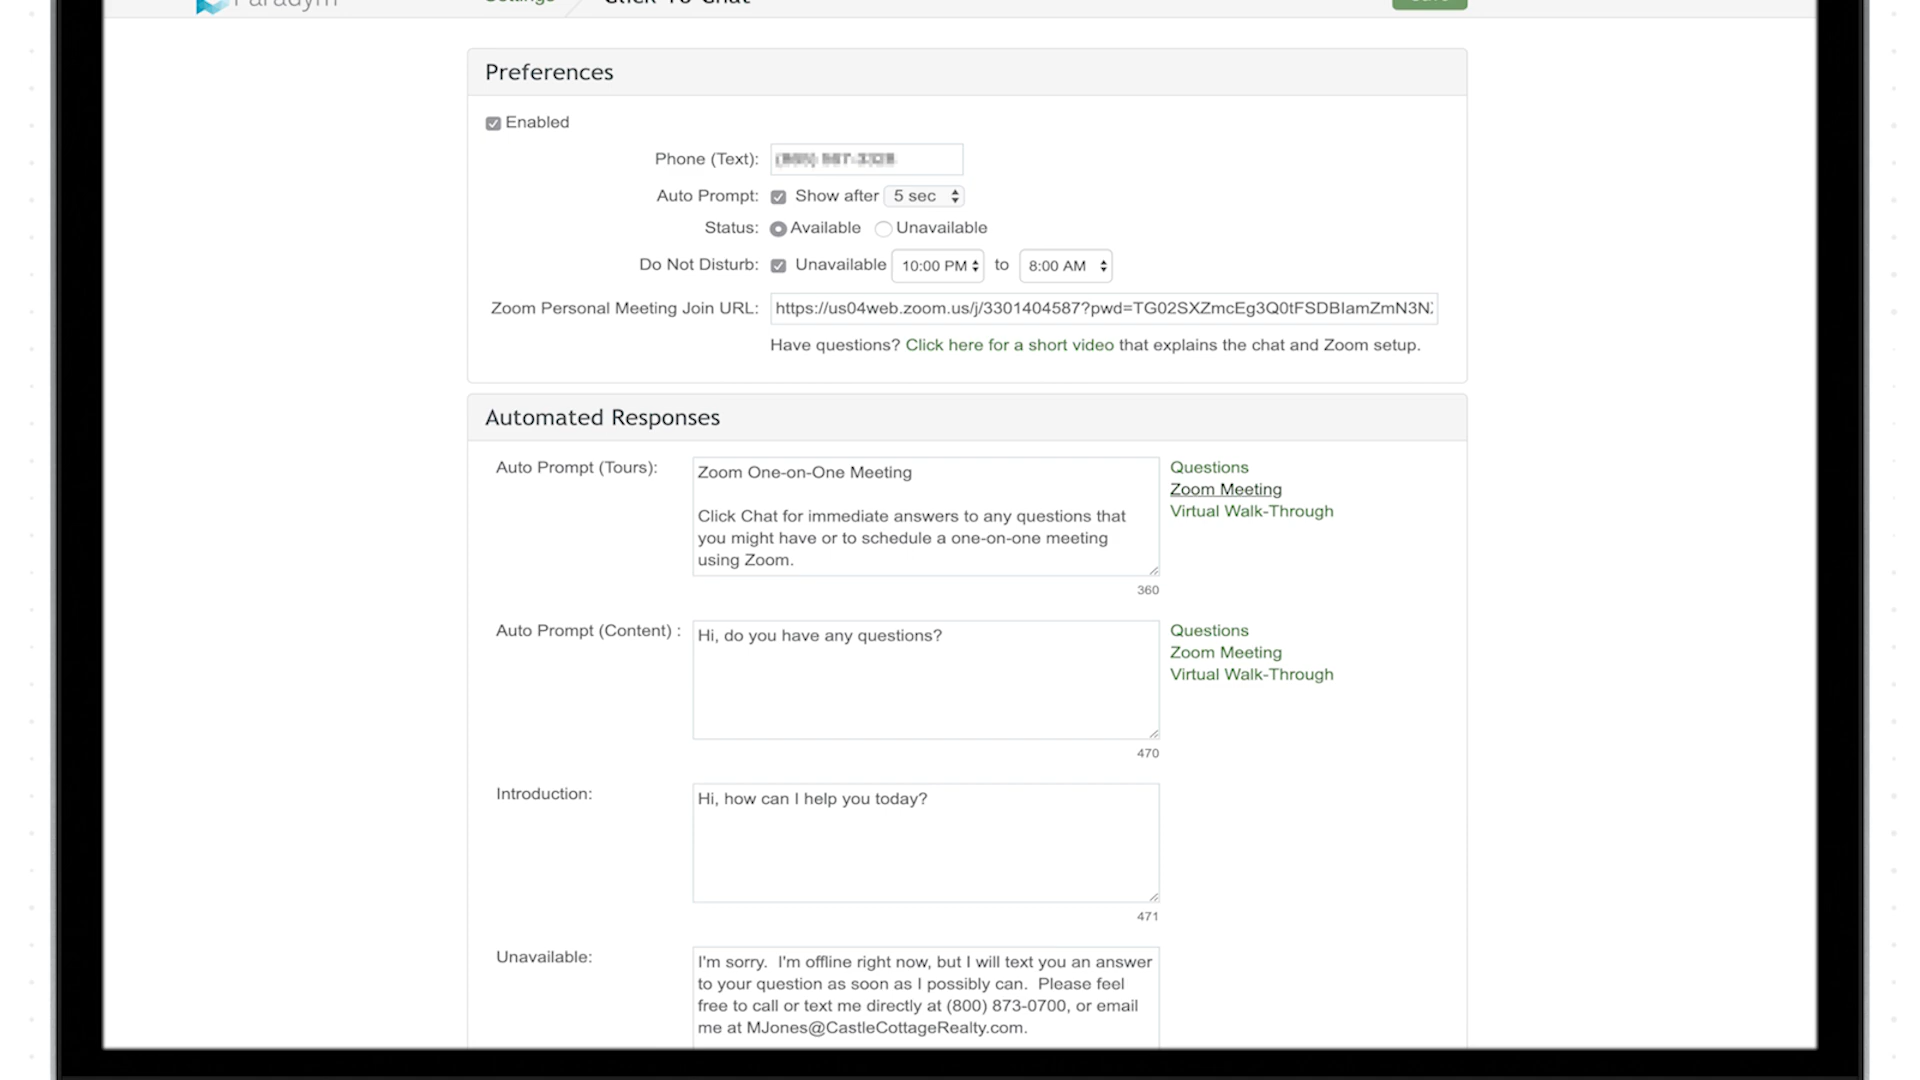 Paradym
Settings
Click To Chat
Preferences
Enabled
Phone (Text):
Auto Prompt: Show after 5 sec
Status: Available Unavailable
Do Not Disturb: Unavailable 10:00 PM to 8:00 AM
Zoom Personal Meeting Join URL: https://us04web.zoom.us/j/3301404587?pwd=TG02SXZmcEg3Q0tFSDBIamZmN3N
Have questions? Click here for a short video that explains the chat and Zoom setup.
Automated Responses
Auto Prompt (Tours):
Zoom One-on-One Meeting
Click Chat for immediate answers to any questions that
you might have or to schedule a one-on-one meeting
using Zoom.
360
Questions
Zoom Meeting
Virtual Walk-Through
Auto Prompt (Content) :
Hi, do you have any questions?
470
Questions
Zoom Meeting
Virtual Walk-Through
Introduction:
Hi, how can I help you today?
471
Unavailable:
I'm sorry.  I'm offline right now, but I will text you an answer
to your question as soon as I possibly can.  Please feel
free to call or text me directly at (800) 873-0700, or email
me at MJones@CastleCottageRealty.com.